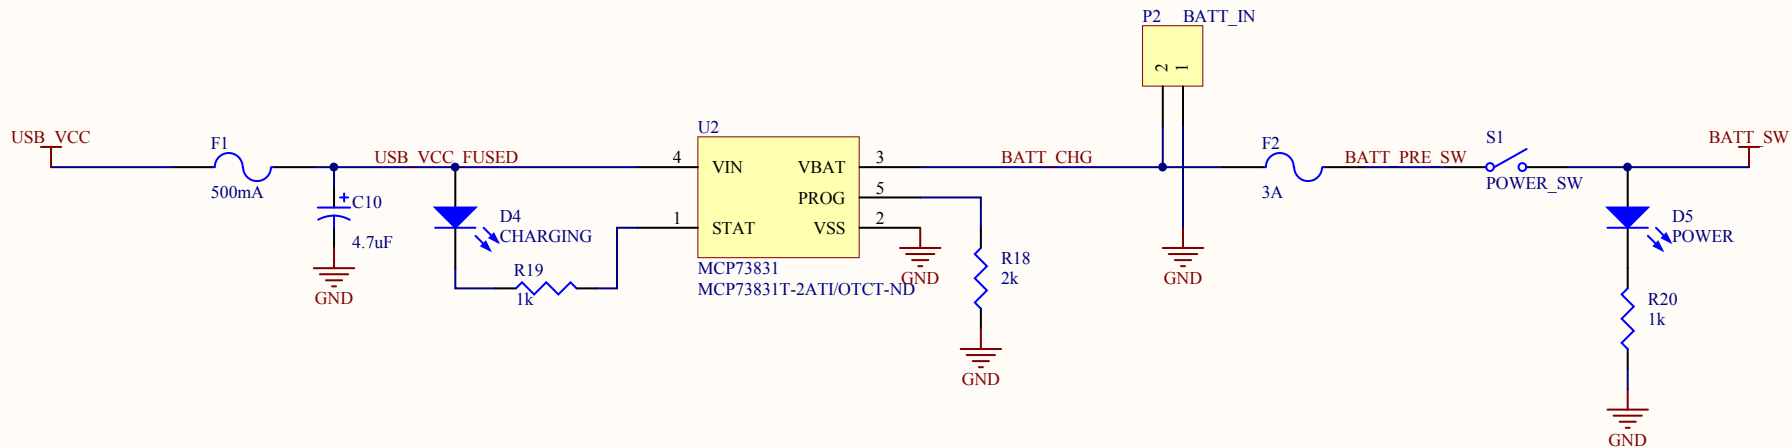 P2 BATT_IN
2 1
USB_VCC
F1
500mA
USB_VCC_FUSED
C10
4.7uF
GND
D4
CHARGING
R19
1k
U2
4 VIN VBAT 3
PROG 5
1 STAT VSS 2
MCP73831
MCP73831T-2ATI/OTCT-ND
GND
R18
2k
GND
BATT_CHG
GND
F2
3A
BATT_PRE_SW
S1
POWER_SW
BATT_SW
D5
POWER
R20
1k
GND